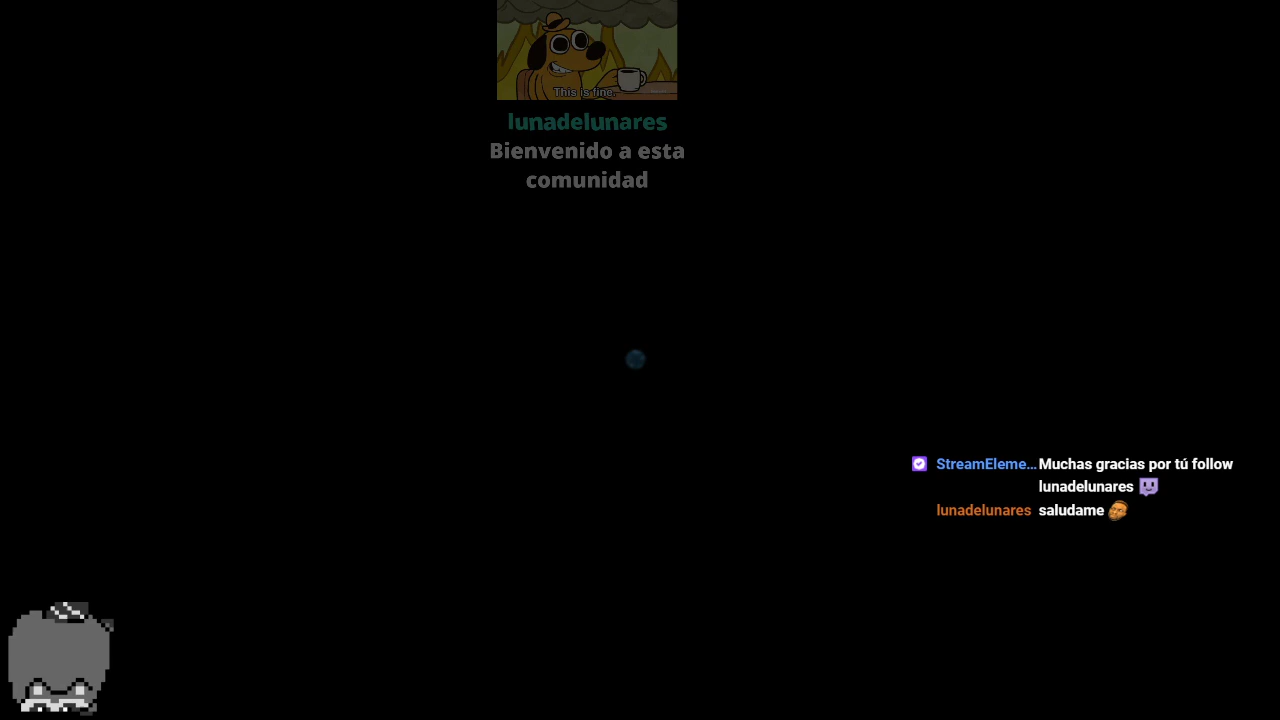 This is fine.
lunadelunares
Bienvenido a esta
comunidad
StreamEleme... Muchas gracias por tú follow
lunadelunares
lunadelunares saludame